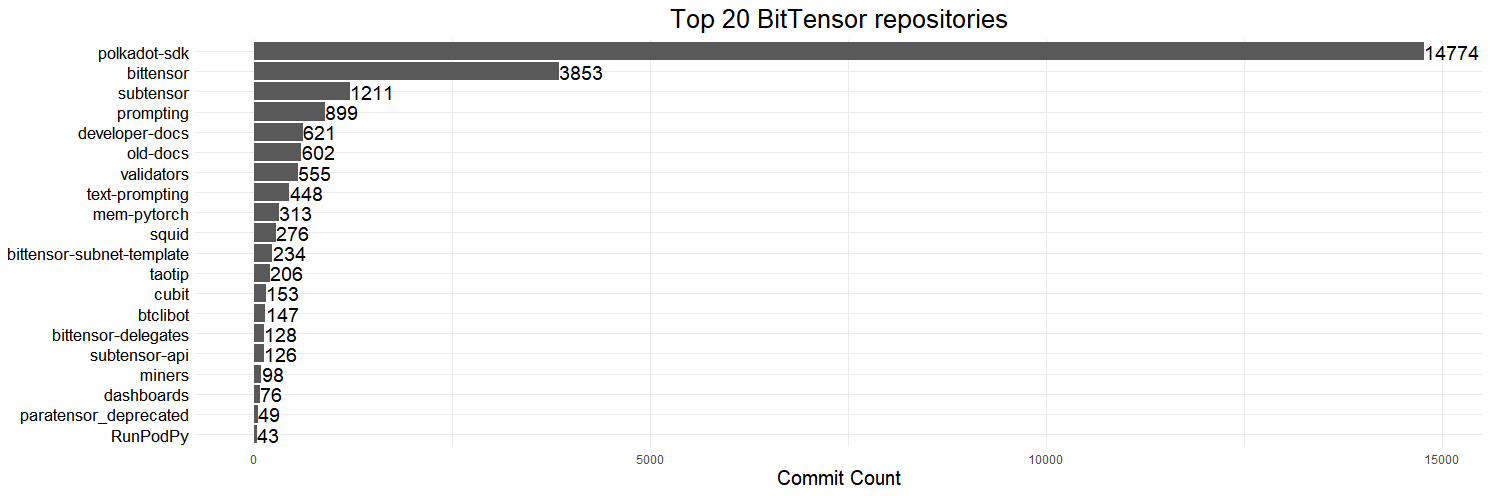 Top 20 BitTensor repositories
polkadot-sdk 14774
bittensor 3853
subtensor 1211
prompting 899
developer-docs 621
old-docs 602
validators 555
text-prompting 448
mem-pytorch 313
squid 276
bittensor-subnet-template 234
taotip 206
cubit 153
btclibot 147
bittensor-delegates 128
subtensor-api 126
miners 98
dashboards 76
paratensor_deprecated 49
RunPodPy 43
0 5000 10000 15000
Commit Count